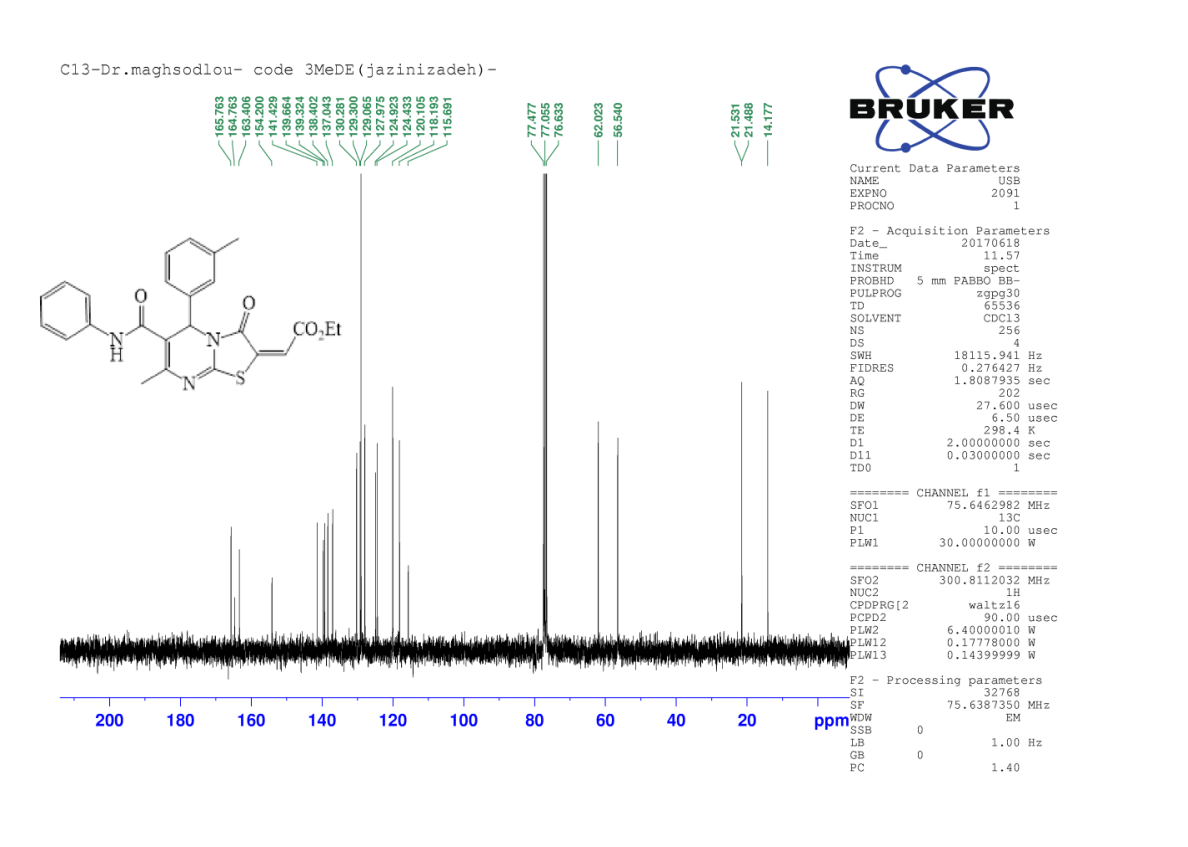 C13-Dr.maghsodlou- code 3MeDE(jazinizadeh)-
165.763
164.763
163.406
154.200
141.429
139.664
139.324
138.402
137.043
130.281
129.300
129.065
127.975
124.923
124.433
120.105
118.193
115.691
77.477
77.055
76.633
62.023
56.540
21.531
21.488
14.177
BRUKER
Current Data Parameters
NAME USB
EXPNO 2091
PROCNO 1
F2 - Acquisition Parameters
Date_ 20170618
Time 11.57
INSTRUM spect
PROBHD 5 mm PABBO BB-
PULPROG zgpg30
TD 65536
SOLVENT CDCl3
NS 256
DS 4
SWH 18115.941 Hz
FIDRES 0.276427 Hz
AQ 1.8087935 sec
RG 202
DW 27.600 usec
DE 6.50 usec
TE 298.4 K
D1 2.00000000 sec
D11 0.03000000 sec
TD0 1
======== CHANNEL f1 ========
SFO1 75.6462982 MHz
NUC1 13C
P1 10.00 usec
PLW1 30.00000000 W
======== CHANNEL f2 ========
SFO2 300.8112032 MHz
NUC2 1H
CPDPRG[2 waltz16
PCPD2 90.00 usec
PLW2 6.40000010 W
PLW12 0.17778000 W
PLW13 0.14399999 W
F2 - Processing parameters
SI 32768
SF 75.6387350 MHz
WDW EM
SSB 0
LB 1.00 Hz
GB 0
PC 1.40
O
O
N
H
N
CO2Et
N
S
200 180 160 140 120 100 80 60 40 20 ppm